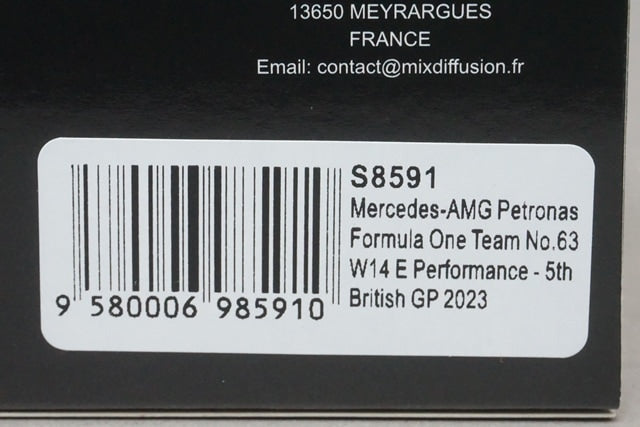 13650 MEYRARGUES
FRANCE
Email: contact@mixdiffusion.fr
S8591
Mercedes-AMG Petronas
Formula One Team No.63
W14 E Performance - 5th
British GP 2023
9 580006 985910